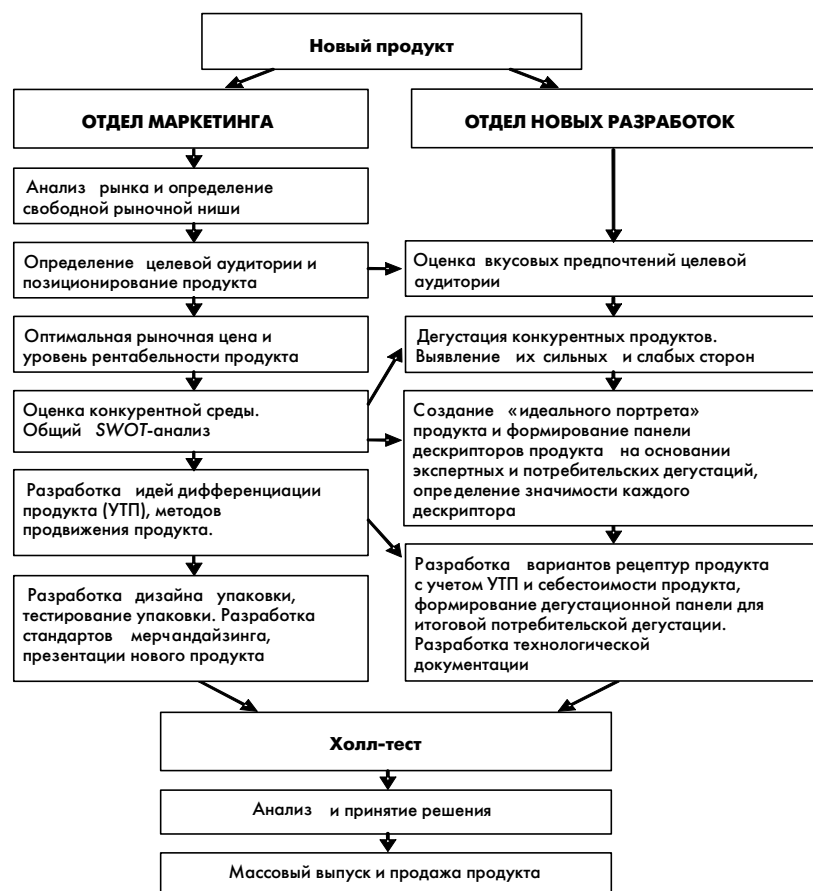 Новый продукт
ОТДЕЛ МАРКЕТИНГА
ОТДЕЛ НОВЫХ РАЗРАБОТОК
Анализ рынка и определение
свободной рыночной ниши
Определение целевой аудитории и
позиционирование продукта
Оценка вкусовых предпочтений целевой
аудитории
Оптимальная рыночная цена и
уровень рентабельности продукта
Дегустация конкурентных продуктов.
Выявление их сильных и слабых сторон
Оценка конкурентной среды.
Общий SWOT-анализ
Создание «идеального портрета»
продукта и формирование панели
дескрипторов продукта на основании
экспертных и потребительских дегустаций,
определение значимости каждого
дескриптора
Разработка идей дифференциации
продукта (УТП), методов
продвижения продукта.
Разработка вариантов рецептур продукта
с учетом УТП и себестоимости продукта,
формирование дегустационной панели для
итоговой потребительской дегустации.
Разработка технологической
документации
Разработка дизайна упаковки,
тестирование упаковки. Разработка
стандартов мерчандайзинга,
презентации нового продукта
Холл-тест
Анализ и принятие решения
Массовый выпуск и продажа продукта